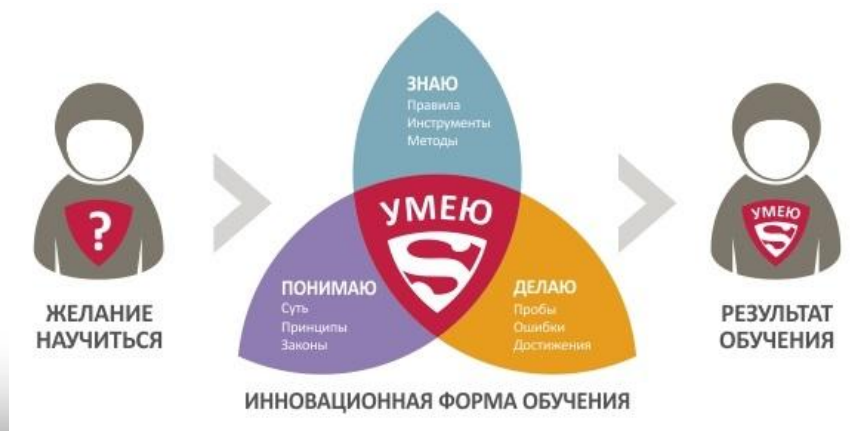 ЗНАЮ
Правила
Инструменты
Методы
?
УМЕЮ
S
УМЕЮ
S
ПОНИМАЮ
Суть
Принципы
Законы
ДЕЛАЮ
Пробы
Ошибки
Достижения
ЖЕЛАНИЕ
НАУЧИТЬСЯ
РЕЗУЛЬТАТ
ОБУЧЕНИЯ
ИННОВАЦИОННАЯ ФОРМА ОБУЧЕНИЯ